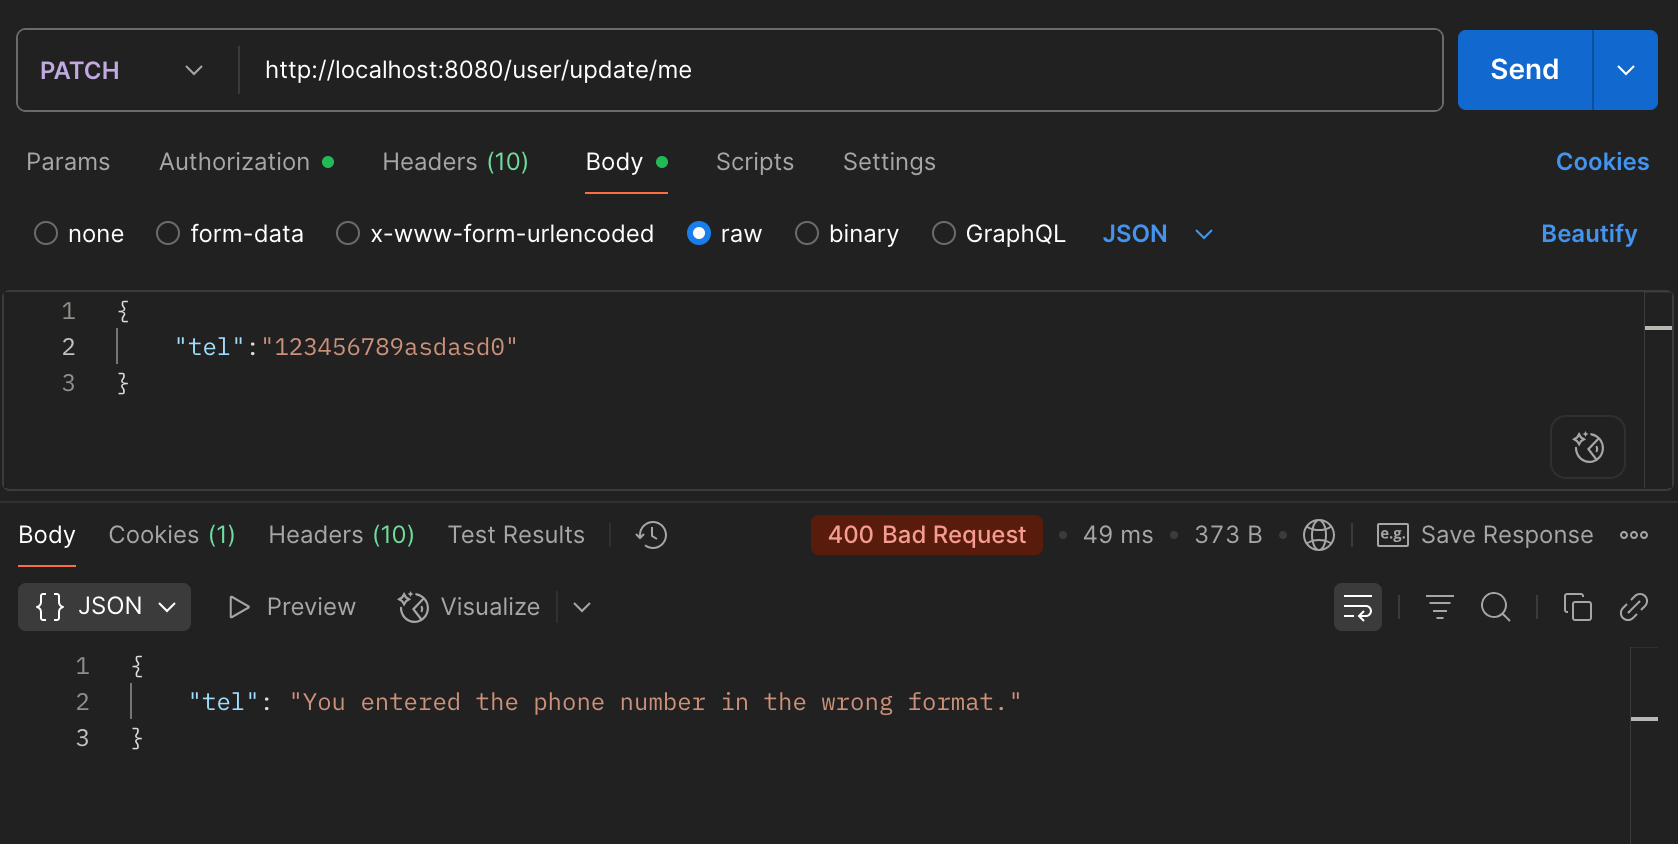 PATCH http://localhost:8080/user/update/me Send
Params Authorization Headers (10) Body Scripts Settings Cookies
none form-data x-www-form-urlencoded raw binary GraphQL JSON Beautify
1 {
2 "tel":"123456789asdasd0"
3 }
Body Cookies (1) Headers (10) Test Results 400 Bad Request • 49 ms • 373 B • e.g. Save Response
{} JSON Preview Visualize
1 {
2 "tel": "You entered the phone number in the wrong format."
3 }